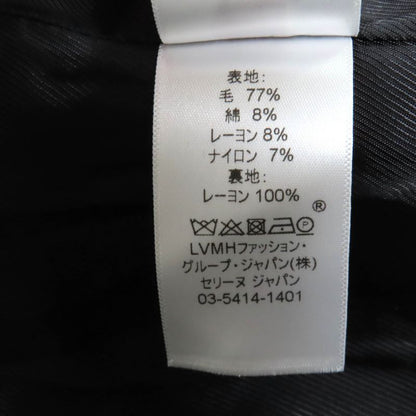 表地:
毛 77%
綿 8%
レーヨン 8%
ナイロン 7%
裏地:
レーヨン 100%
®
P
LVMHファッション・
グループ・ジャパン(株)
セリーヌ ジャパン
03-5414-1401